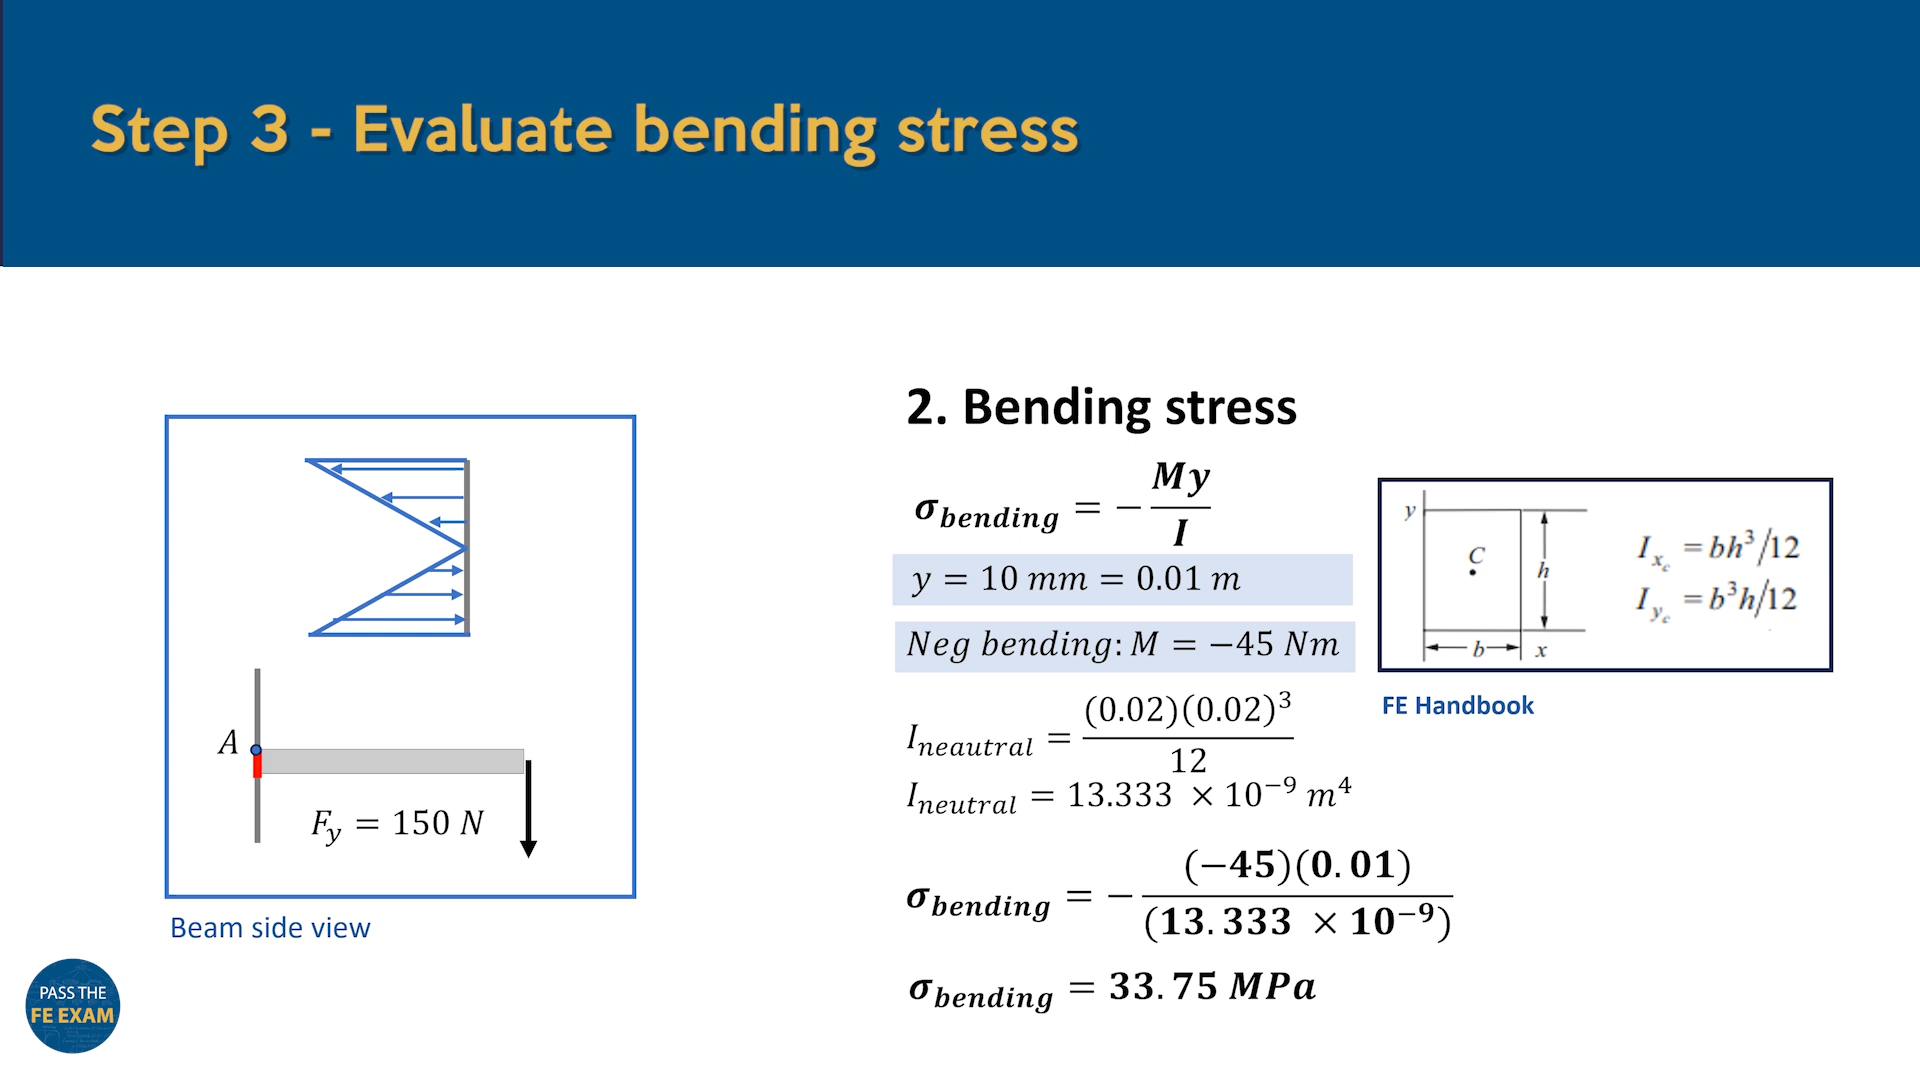 Step 3 - Evaluate bending stress
A
F_y = 150 N
Beam side view
PASS THE
FE EXAM
2. Bending stress
σ_bending = − My/I
y = 10 mm = 0.01 m
Neg bending: M = −45 Nm
I_neautral = (0.02)(0.02)³/12
I_neutral = 13.333 × 10⁻⁹ m⁴
σ_bending = − (−45)(0.01)/(13.333 × 10⁻⁹)
σ_bending = 33.75 MPa
y
C
h
b
x
I_x_c = bh³/12
I_y_c = b³h/12
FE Handbook